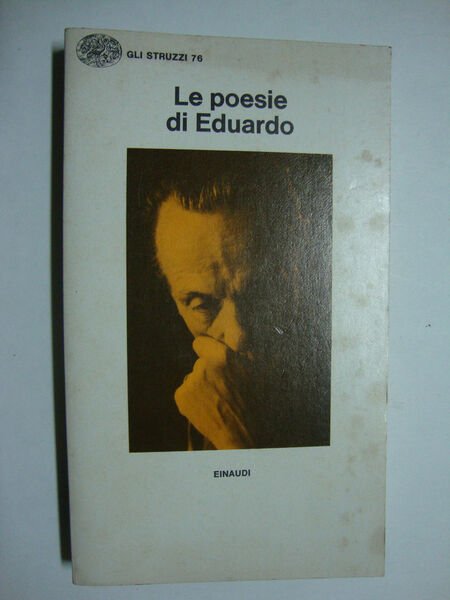 GLI STRUZZI 76
Le poesie
di Eduardo
EINAUDI